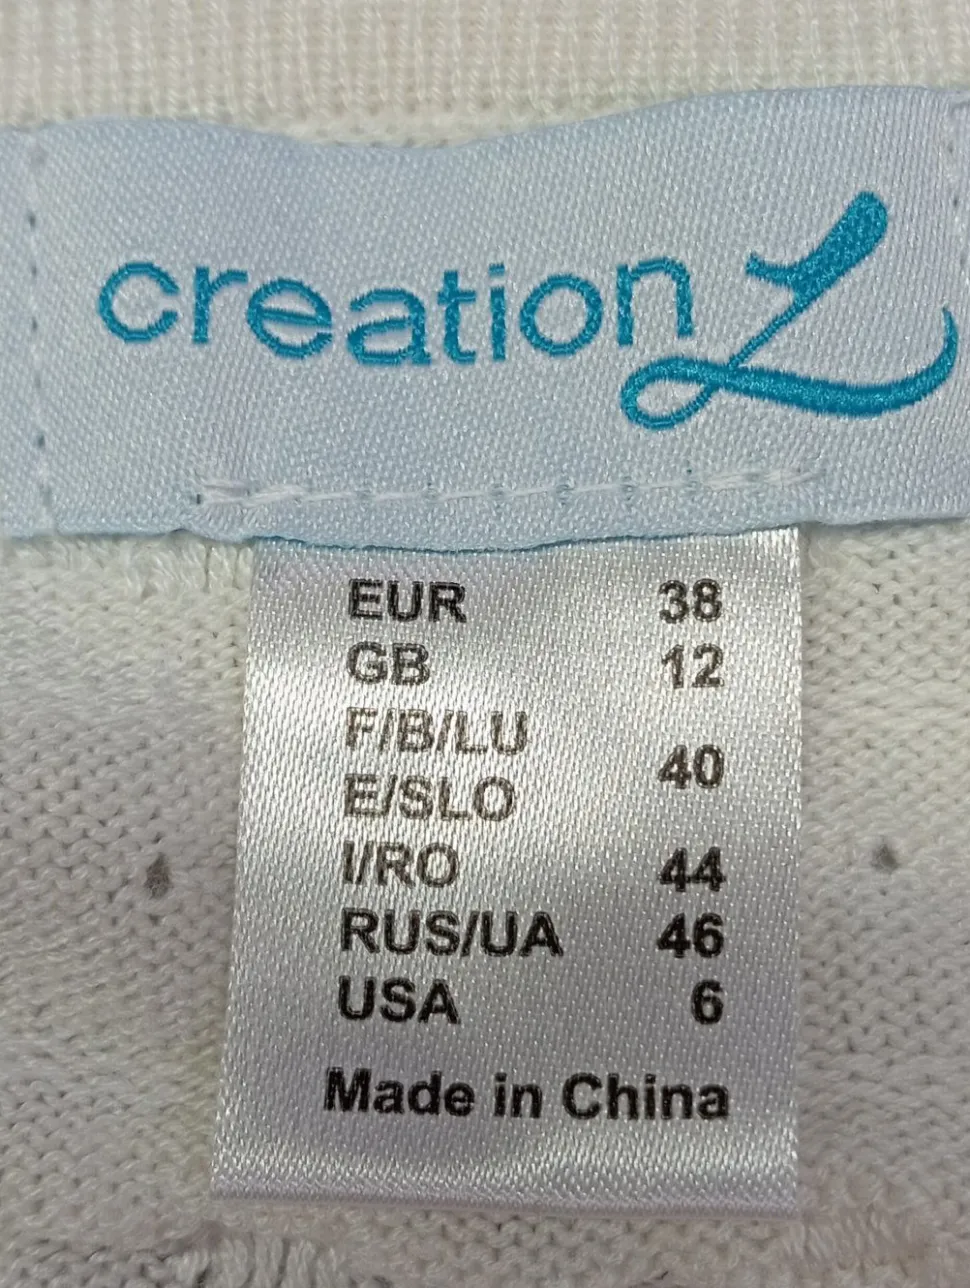 creation L
EUR 38
GB 12
F/B/LU
E/SLO 40
I/RO 44
RUS/UA 46
USA 6
Made in China